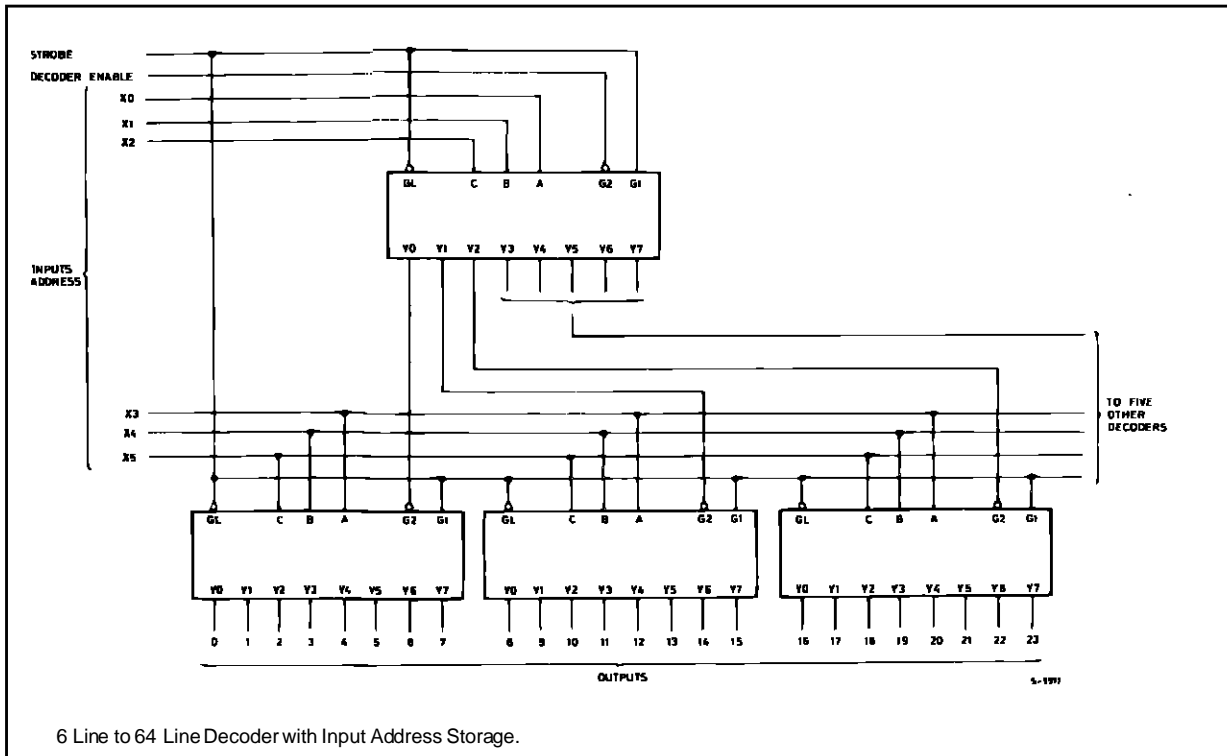 STROBE
DECODER ENABLE
X0
X1
X2
GL C B A G2 G1
Y0 Y1 Y2 Y3 Y4 Y5 Y6 Y7
INPUTS
ADDRESS
X3
X4
X5
TO FIVE
OTHER
DECODERS
GL C B A G2 G1 GL C B A G2 G1 GL C B A G2 G1
Y0 Y1 Y2 Y3 Y4 Y5 Y6 Y7 Y0 Y1 Y2 Y3 Y4 Y5 Y6 Y7 Y0 Y1 Y2 Y3 Y4 Y5 Y6 Y7
0 1 2 3 4 5 6 7 8 9 10 11 12 13 14 15 16 17 18 19 20 21 22 23
OUTPUTS
6 Line to 64 Line Decoder with Input Address Storage.